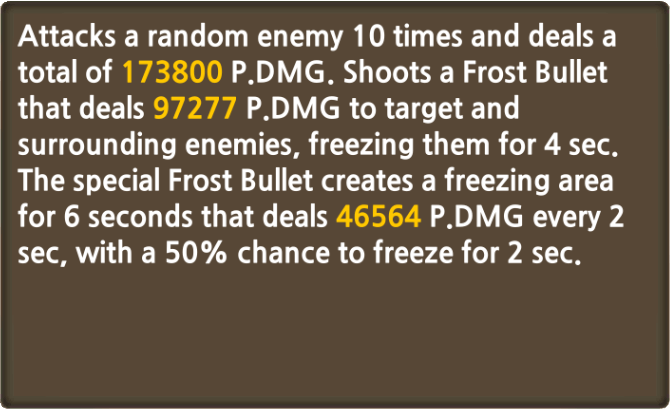 Attacks a random enemy 10 times and deals a
total of 173800 P.DMG. Shoots a Frost Bullet
that deals 97277 P.DMG to target and
surrounding enemies, freezing them for 4 sec.
The special Frost Bullet creates a freezing area
for 6 seconds that deals 46564 P.DMG every 2
sec, with a 50% chance to freeze for 2 sec.